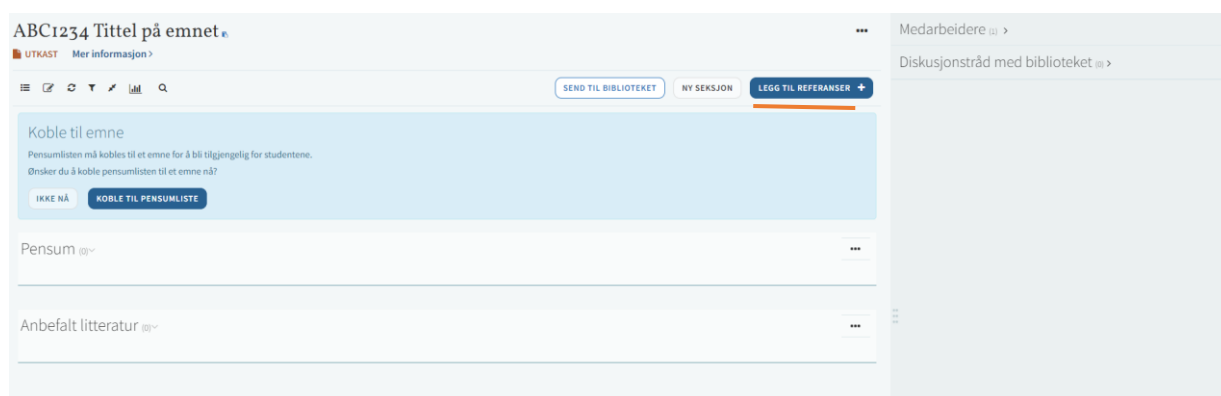 ABC1234 Tittel på emnet
UTKAST Mer informasjon >
SEND TIL BIBLIOTEKET NY SEKSJON LEGG TIL REFERANSER +
Koble til emne
Pensumlisten må kobles til et emne for å bli tilgjengelig for studentene.
Ønsker du å koble pensumlisten til et emne nå?
IKKE NÅ KOBLE TIL PENSUMLISTE
Pensum (0)
Anbefalt litteratur (0)
Medarbeidere (1) >
Diskusjonstråd med biblioteket (0) >